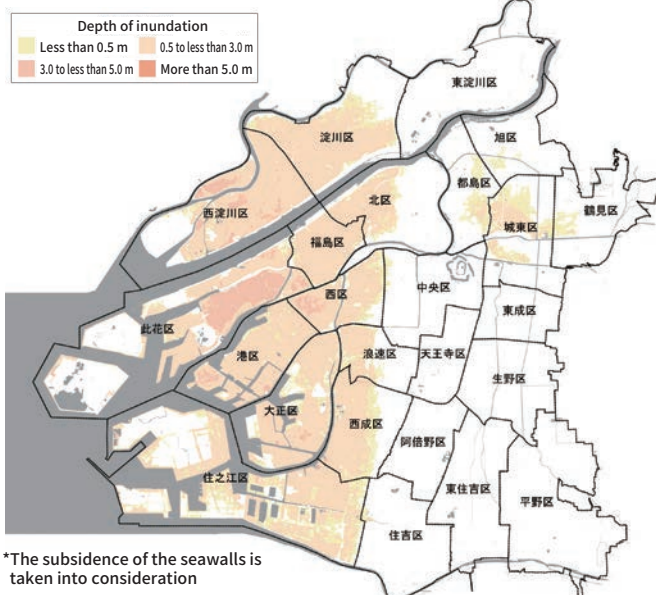 Depth of inundation
Less than 0.5 m 0.5 to less than 3.0 m
3.0 to less than 5.0 m More than 5.0 m
東淀川区
淀川区
旭区
都島区
北区
鶴見区
西淀川区
城東区
福島区
中央区
西区
東成区
此花区
港区
浪速区
天王寺区
生野区
大正区
西成区
阿倍野区
住之江区
東住吉区
平野区
住吉区
*The subsidence of the seawalls is
taken into consideration